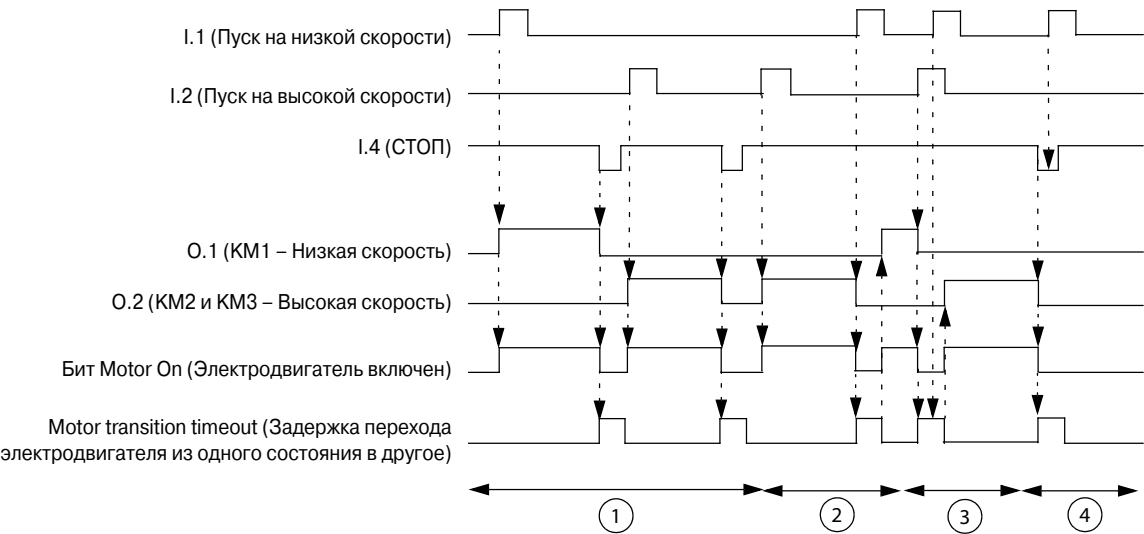 I.1 (Пуск на низкой скорости)
I.2 (Пуск на высокой скорости)
I.4 (СТОП)
O.1 (KM1 – Низкая скорость)
O.2 (KM2 и KM3 – Высокая скорость)
Бит Motor On (Электродвигатель включен)
Motor transition timeout (Задержка перехода
электродвигателя из одного состояния в другое)
1 2 3 4